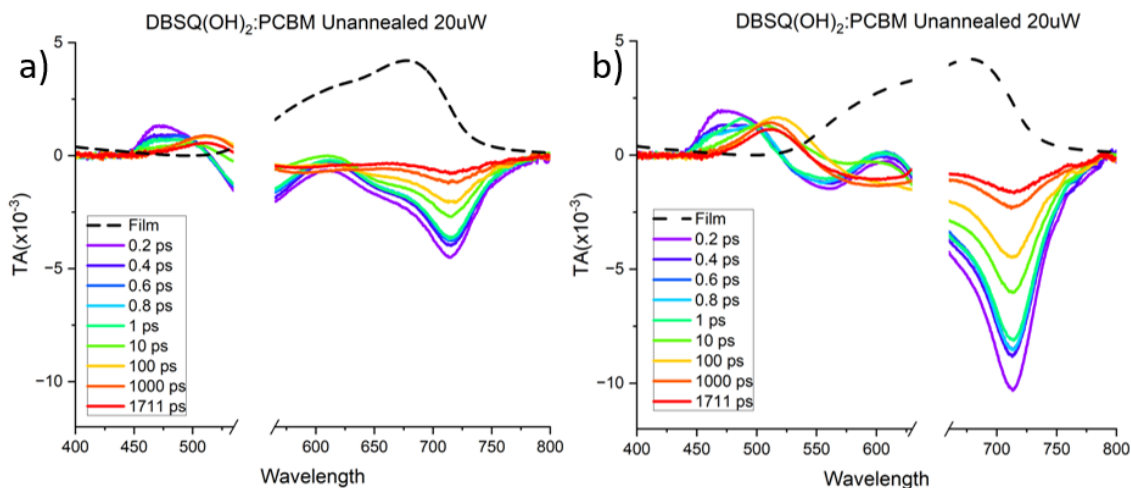 DBSQ(OH)₂:PCBM Unannealed 20uW
a)
TA(x10⁻³)
5
0
−5
−10
Film
0.2 ps
0.4 ps
0.6 ps
0.8 ps
1 ps
10 ps
100 ps
1000 ps
1711 ps
400 450 500 600 650 700 750 800
Wavelength
DBSQ(OH)₂:PCBM Unannealed 20uW
b)
TA(x10⁻³)
5
0
−5
−10
Film
0.2 ps
0.4 ps
0.6 ps
0.8 ps
1 ps
10 ps
100 ps
1000 ps
1711 ps
400 450 500 550 600 700 750 800
Wavelength